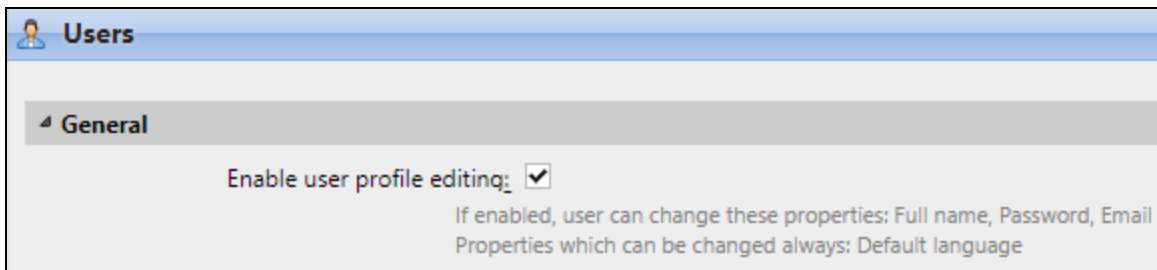 Users
General
Enable user profile editing:
If enabled, user can change these properties: Full name, Password, Email
Properties which can be changed always: Default language